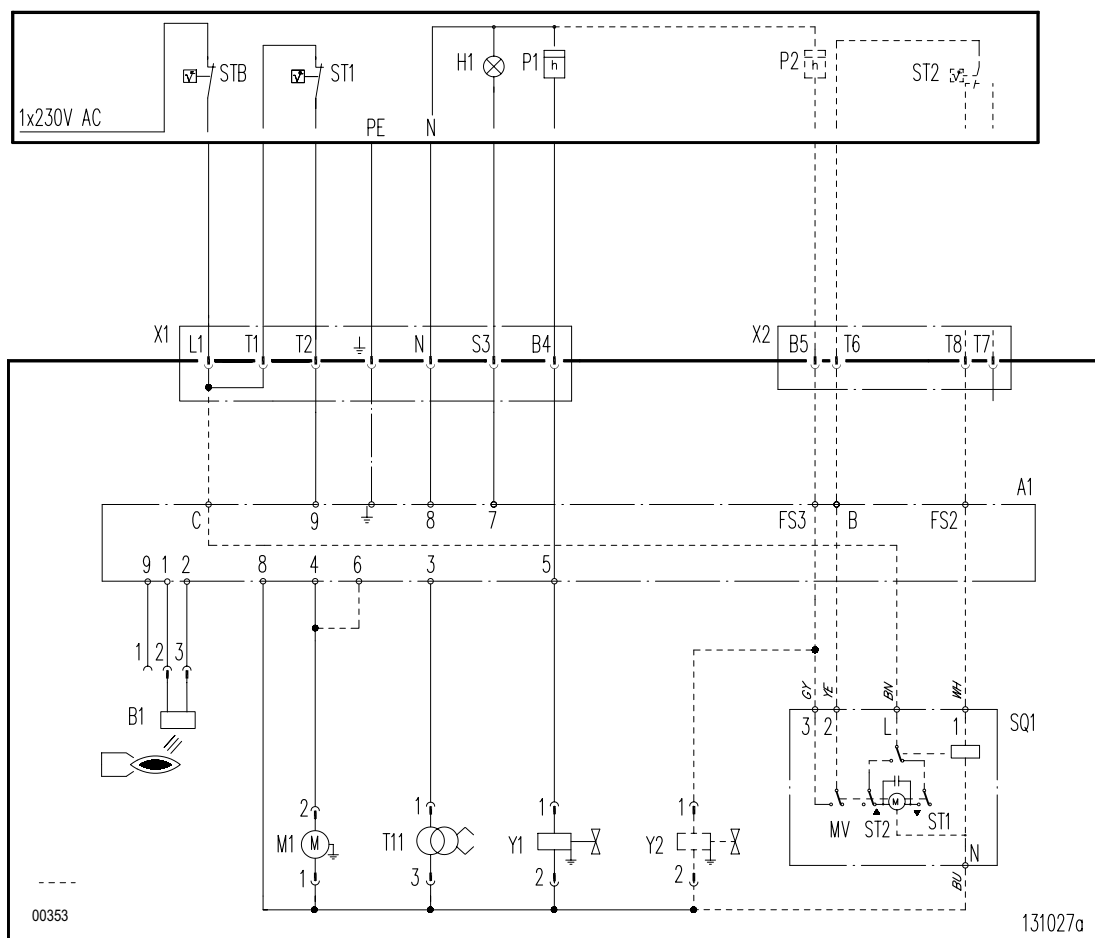 STB
ST1
H1
P1
P2
ST2
h
h
1x230V AC
PE
N
X1
L1
T1
T2
N
S3
B4
X2
B5
T6
T8
T7
A1
C
9
8
7
FS3
B
FS2
9
1
2
8
4
6
3
5
1
2
3
B1
GY
YE
BN
WH
3
2
L
1
SQ1
M
MV
ST2
ST1
N
BU
2
M1
M
1
1
T11
3
1
Y1
2
1
Y2
2
00353
131027a